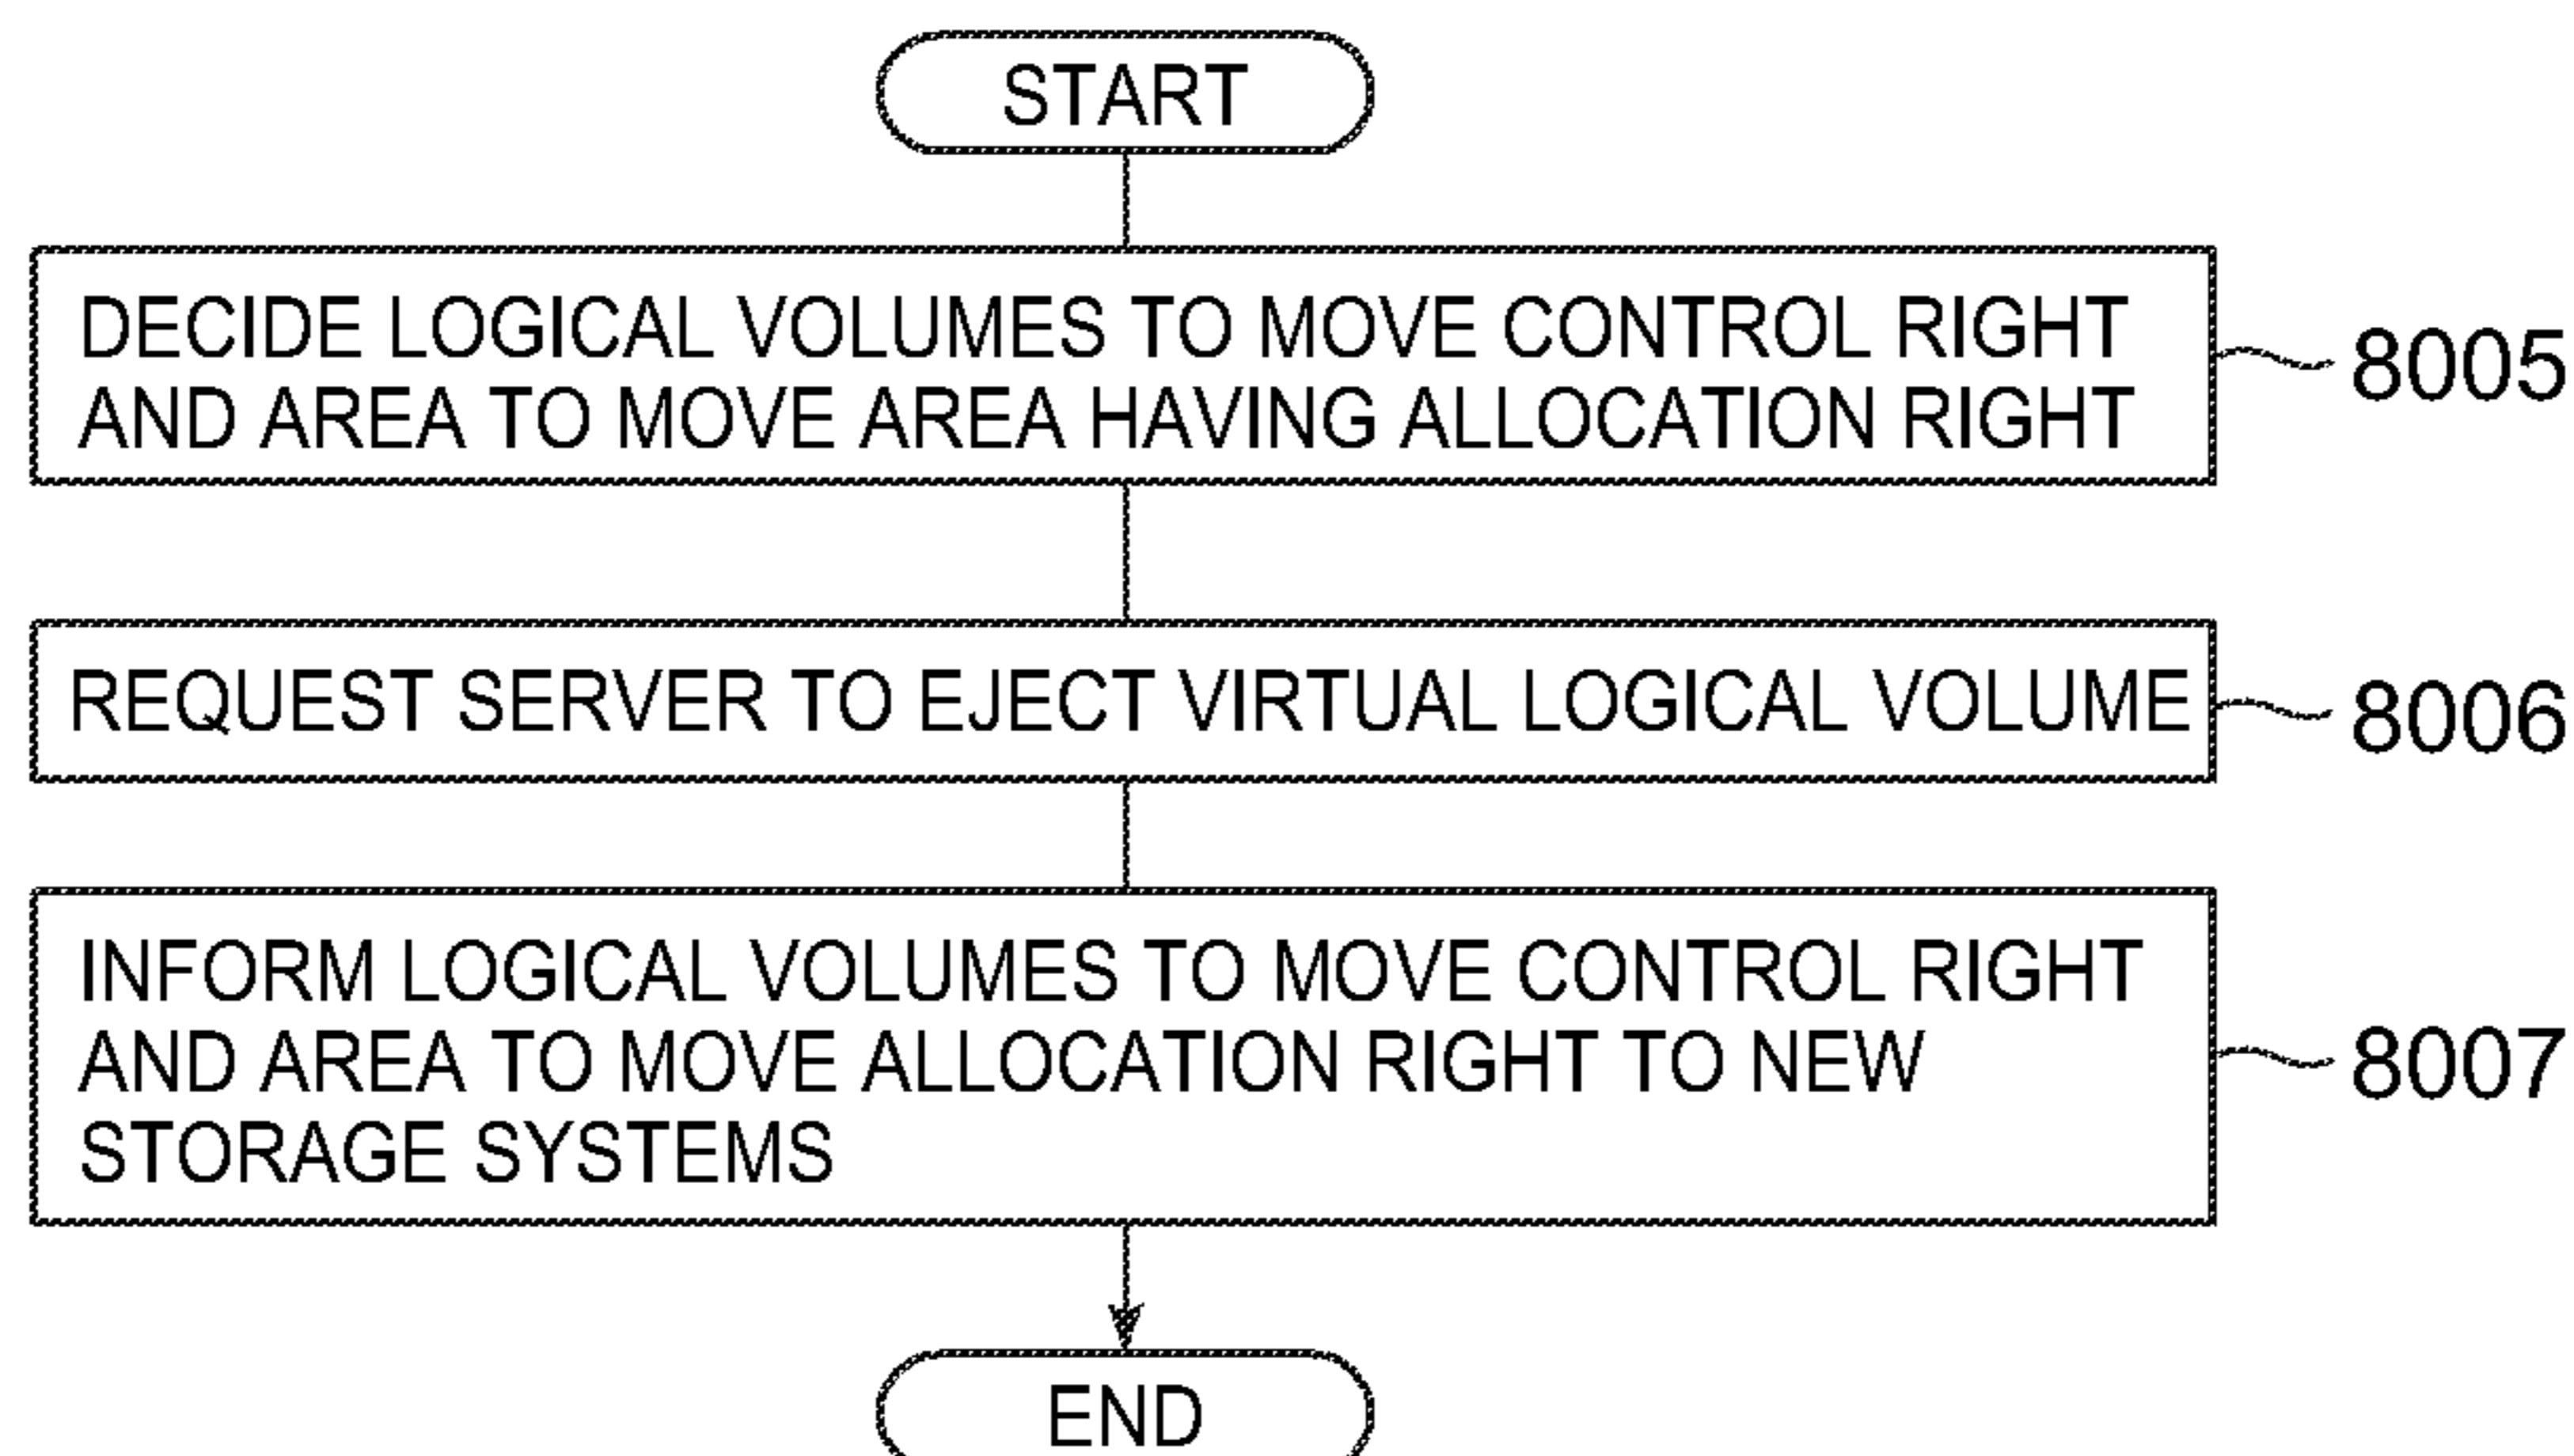 START
DECIDE LOGICAL VOLUMES TO MOVE CONTROL RIGHT
AND AREA TO MOVE AREA HAVING ALLOCATION RIGHT
8005
REQUEST SERVER TO EJECT VIRTUAL LOGICAL VOLUME
8006
INFORM LOGICAL VOLUMES TO MOVE CONTROL RIGHT
AND AREA TO MOVE ALLOCATION RIGHT TO NEW
STORAGE SYSTEMS
8007
END